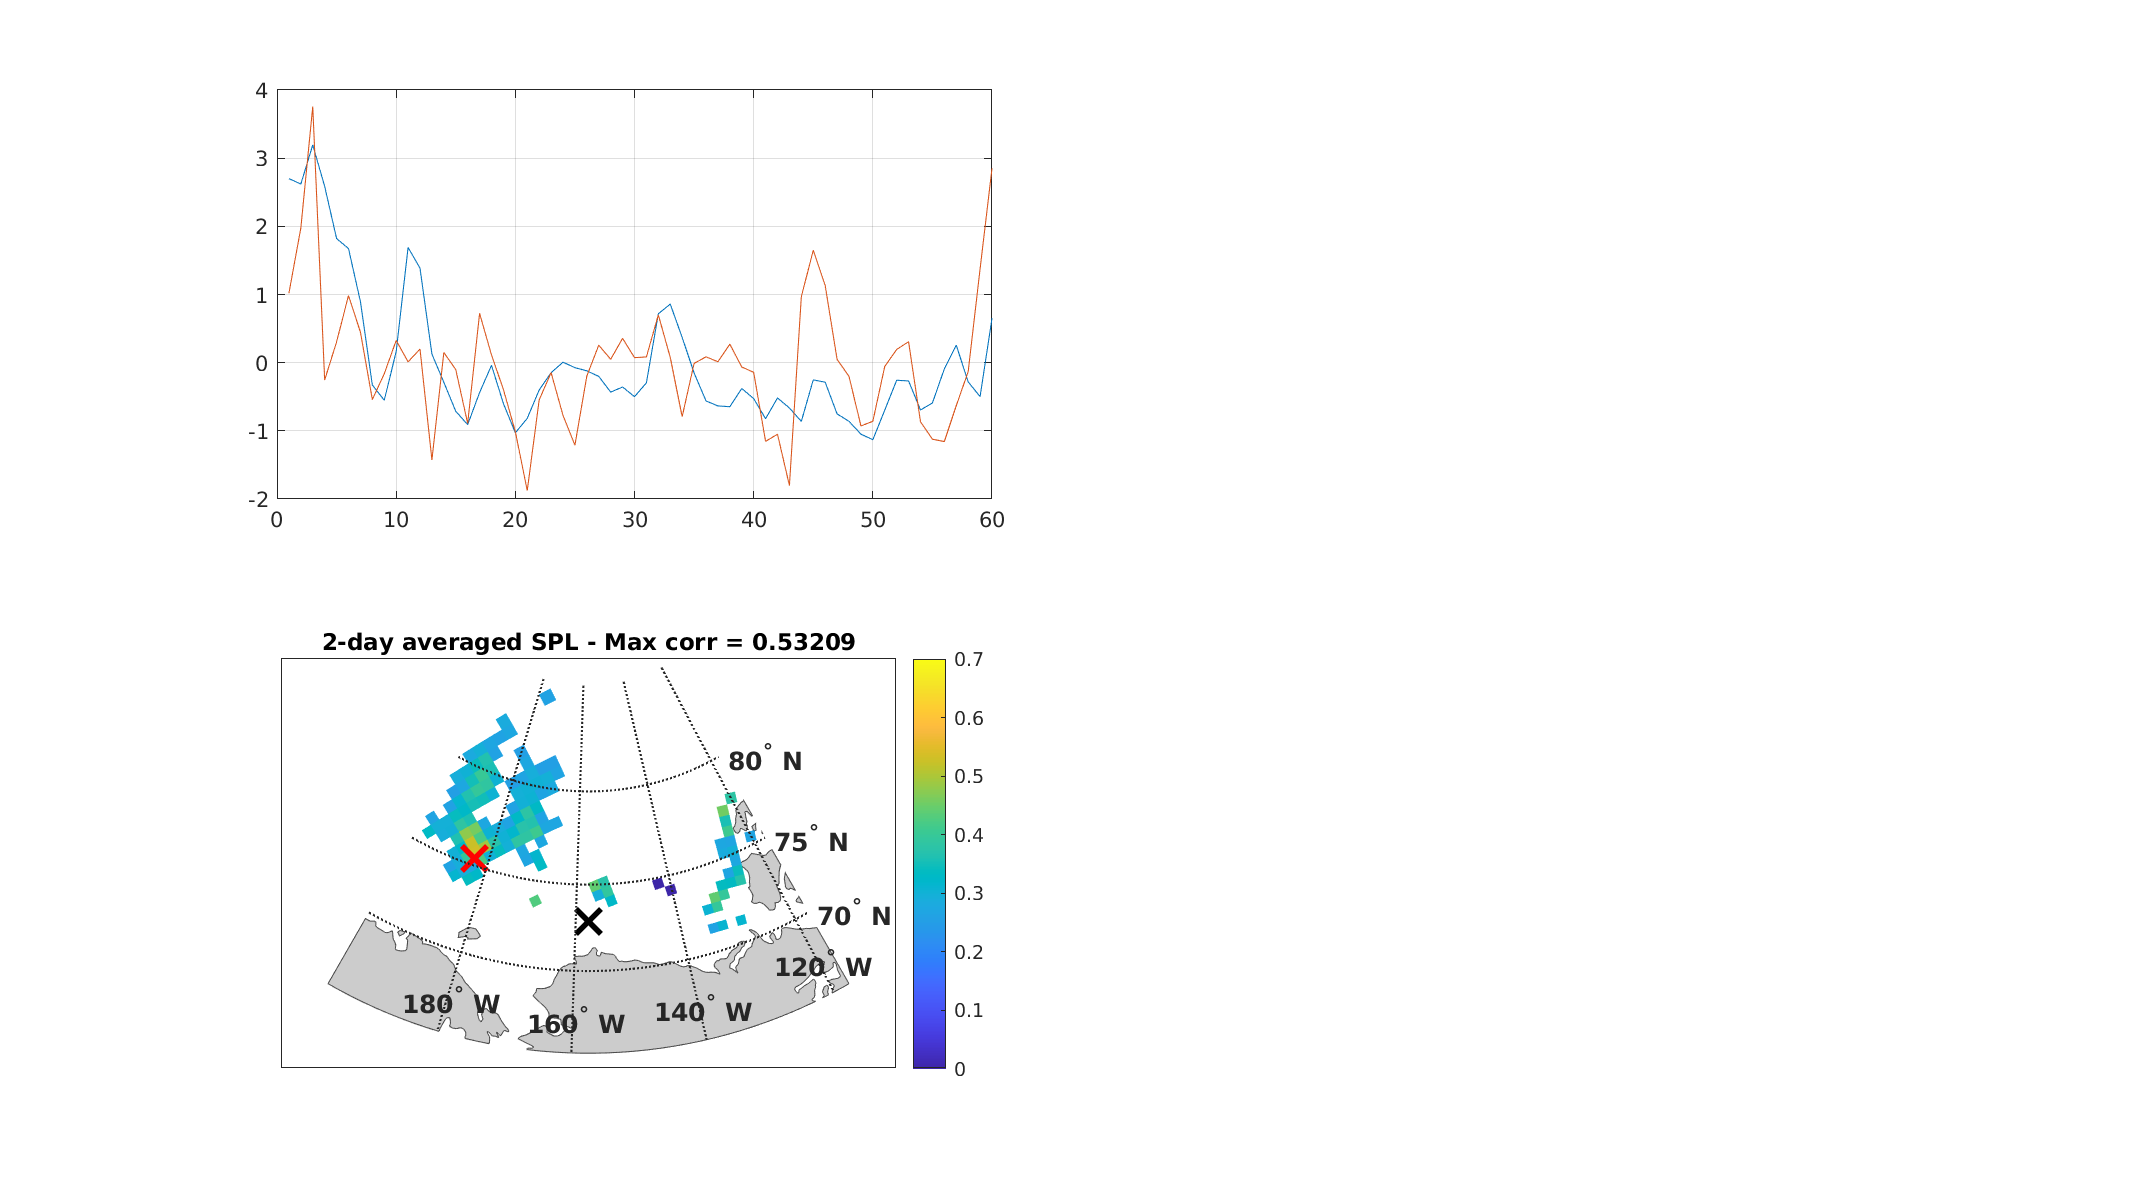 4
3
2
1
0
-1
-2
0 10 20 30 40 50 60
2-day averaged SPL - Max corr = 0.53209
0.7
0.6
0.5
0.4
0.3
0.2
0.1
0
80° N
75° N
70° N
180° W
160° W
140° W
120° W